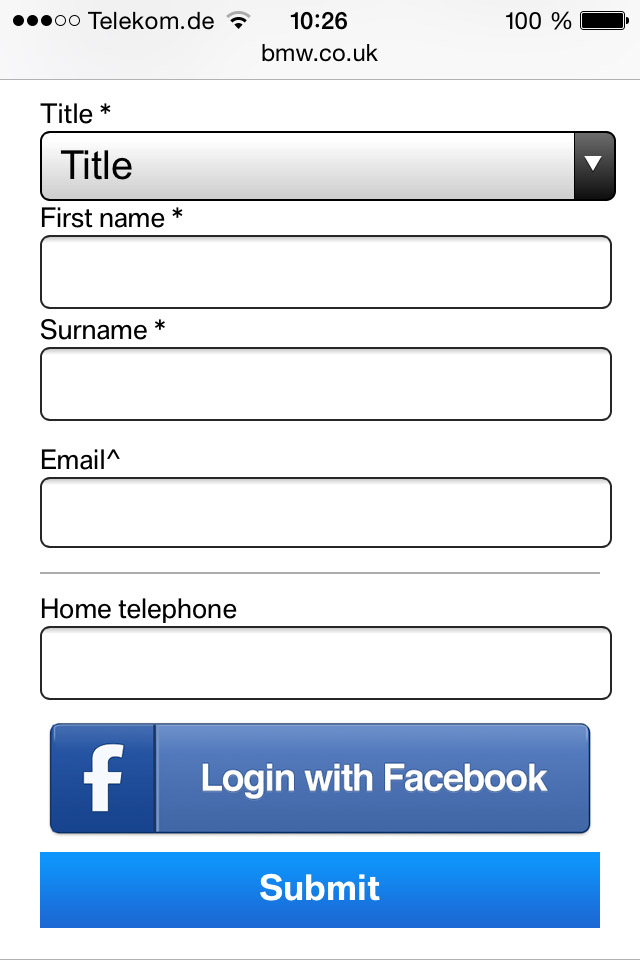 Telekom.de 10:26 100 %
bmw.co.uk
Title *
Title
First name *
Surname *
Email^
Home telephone
f Login with Facebook
Submit